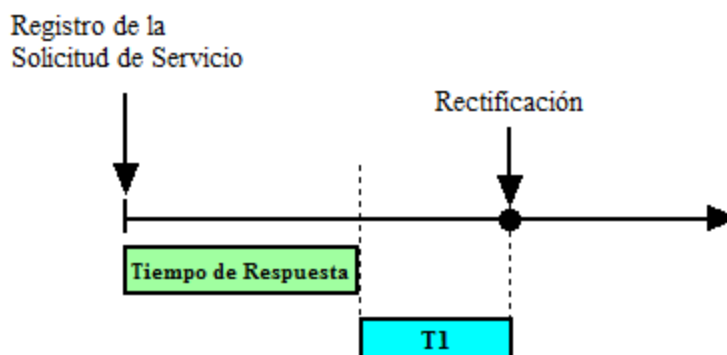 Registro de la
Solicitud de Servicio
Rectificación
Tiempo de Respuesta
T1